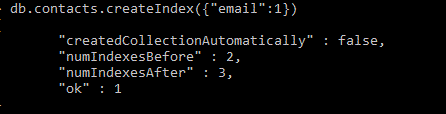 db.contacts.createIndex({"email":1})
"createdCollectionAutomatically" : false,
"numIndexesBefore" : 2,
"numIndexesAfter" : 3,
"ok" : 1